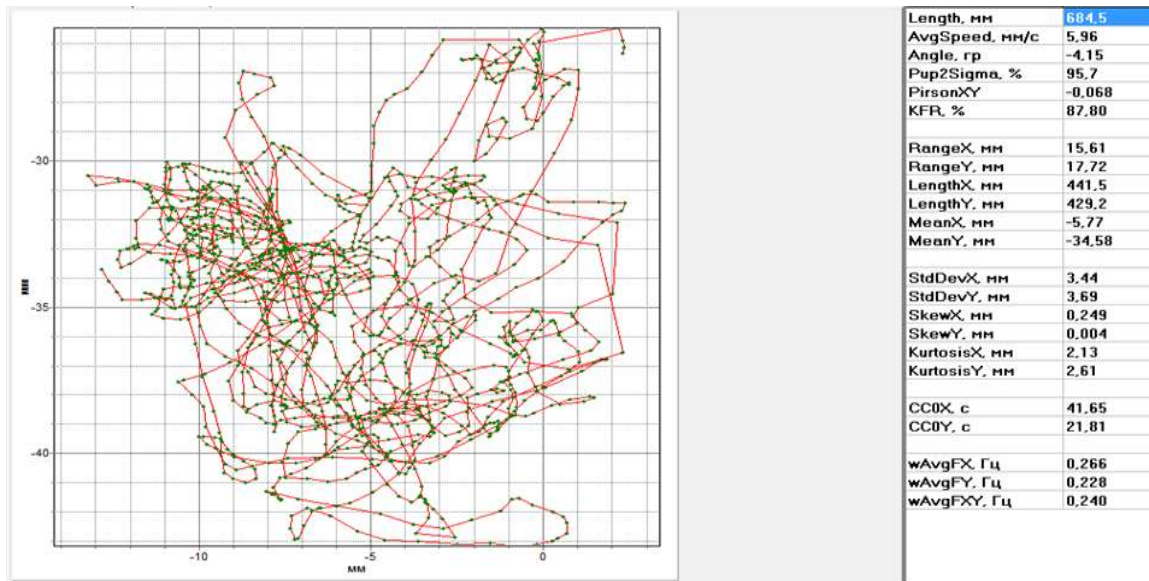 -30
-35
-40
-10
-5
0
мм
Length, мм 684,5
AvgSpeed, мм/с 5,96
Angle, гр -4,15
Pup2Sigma, % 95,7
PirsonXY -0,068
KFR, % 87,80
RangeX, мм 15,61
RangeY, мм 17,72
LengthX, мм 441,5
LengthY, мм 429,2
MeanX, мм -5,77
MeanY, мм -34,58
StdDevX, мм 3,44
StdDevY, мм 3,69
SkewX, мм 0,249
SkewY, мм 0,004
KurtosisX, мм 2,13
KurtosisY, мм 2,61
CC0X, с 41,65
CC0Y, с 21,81
wAvgFX, Гц 0,266
wAvgFY, Гц 0,228
wAvgFXY, Гц 0,240